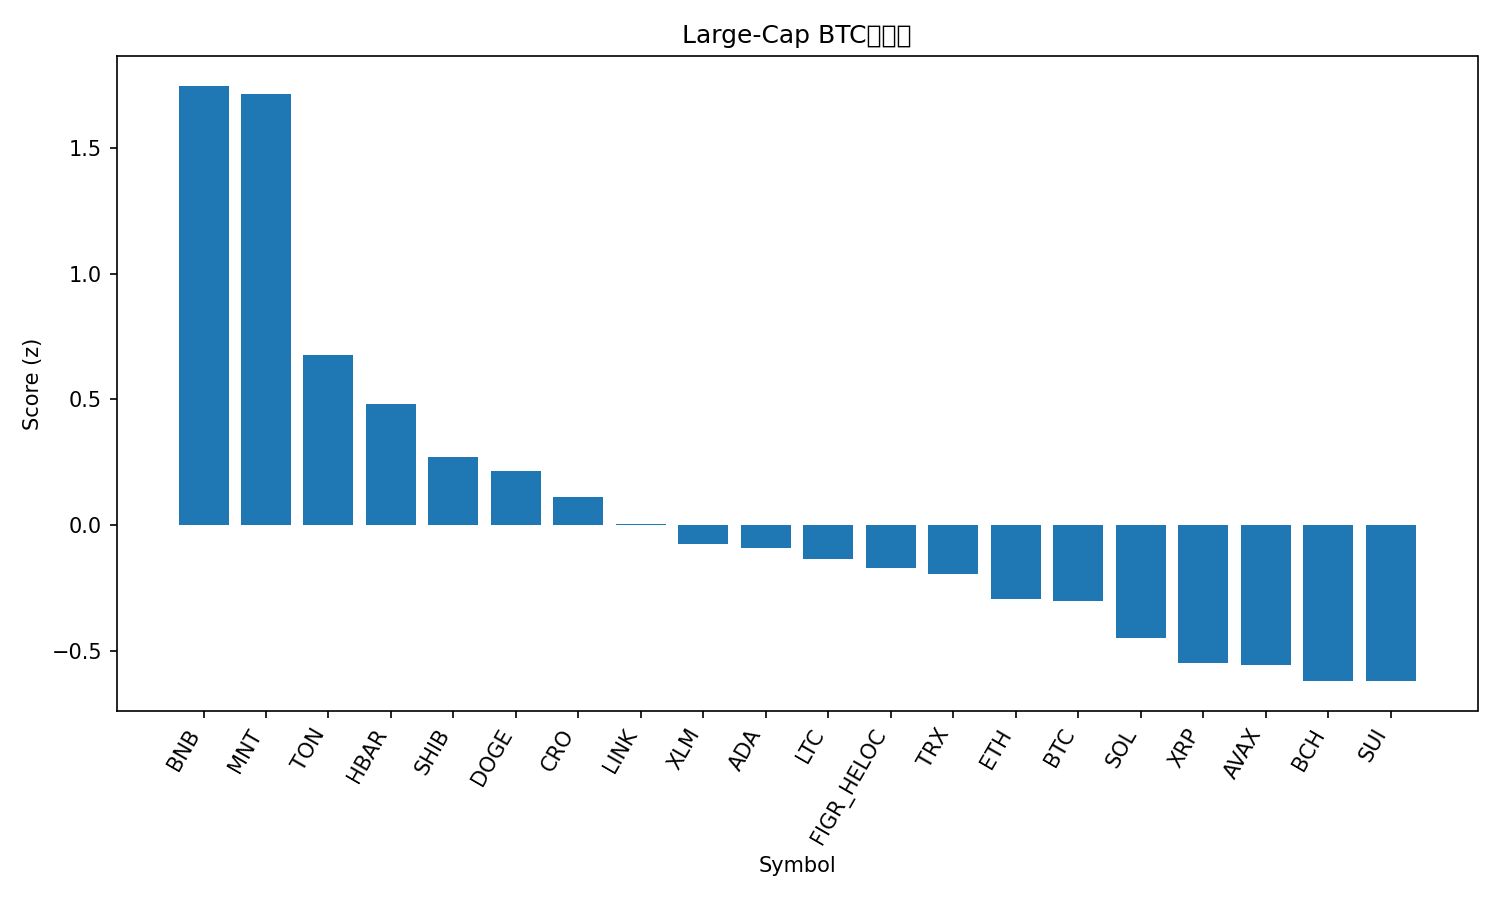 Large-Cap BTC
Score (z)
1.5
1.0
0.5
0.0
−0.5
BNB
MNT
TON
HBAR
SHIB
DOGE
CRO
LINK
XLM
ADA
LTC
FIGR_HELOC
TRX
ETH
BTC
SOL
XRP
AVAX
BCH
SUI
Symbol